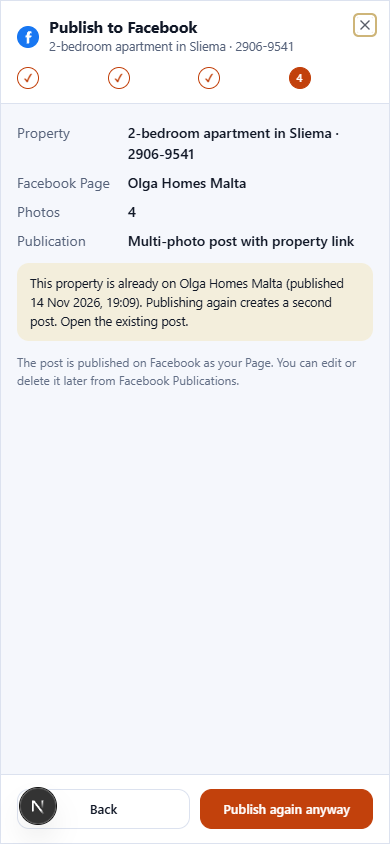 Publish to Facebook
2-bedroom apartment in Sliema · 2906-9541
4
Property
2-bedroom apartment in Sliema ·
2906-9541
Facebook Page
Olga Homes Malta
Photos
4
Publication
Multi-photo post with property link
This property is already on Olga Homes Malta (published
14 Nov 2026, 19:09). Publishing again creates a second
post. Open the existing post.
The post is published on Facebook as your Page. You can edit or
delete it later from Facebook Publications.
N
Back
Publish again anyway